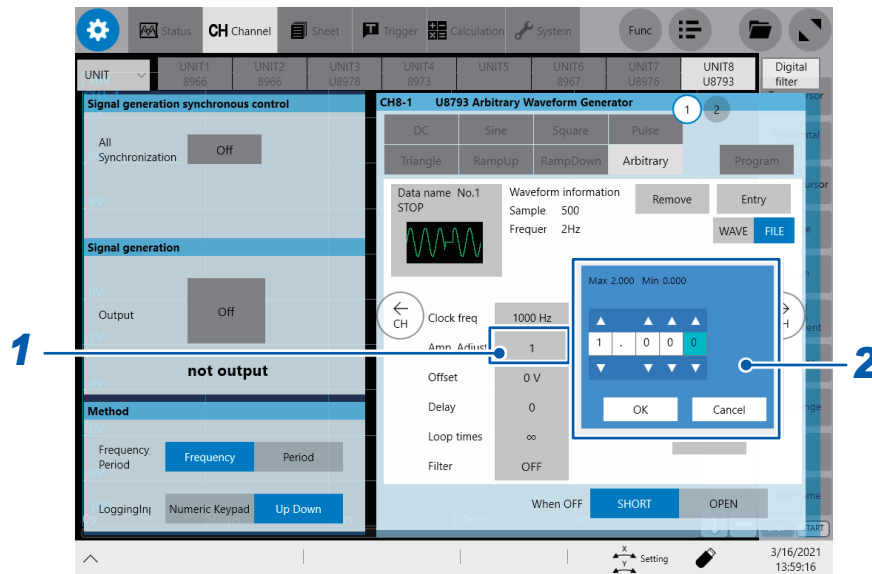 Status CH Channel Sheet Trigger Calculation System Func
UNIT UNIT1 UNIT2 UNIT3 UNIT4 UNIT5 UNIT6 UNIT7 UNIT8 Digital
8966 8966 U8978 8973 8967 U8976 U8793 filter
Signal generation synchronous control
All
Synchronization Off
Signal generation
Output Off
not output
Method
Frequency.
Period Frequency Period
LoggingInp Numeric Keypad Up Down
CH8-1 U8793 Arbitrary Waveform Generator 1 2
DC Sine Square Pulse
Triangle RampUp RampDown Arbitrary Program
Data name No.1 Waveform information Remove Entry
STOP Sample 500
Frequer 2Hz WAVE FILE
Max 2.000 Min 0.000
1 . 0 0 0
OK Cancel
CH
Clock freq 1000 Hz
Amp. Adjust 1
Offset 0 V
Delay 0
Loop times ∞
Filter OFF
When OFF SHORT OPEN
1
2
X
Y Setting
3/16/2021
13:59:16